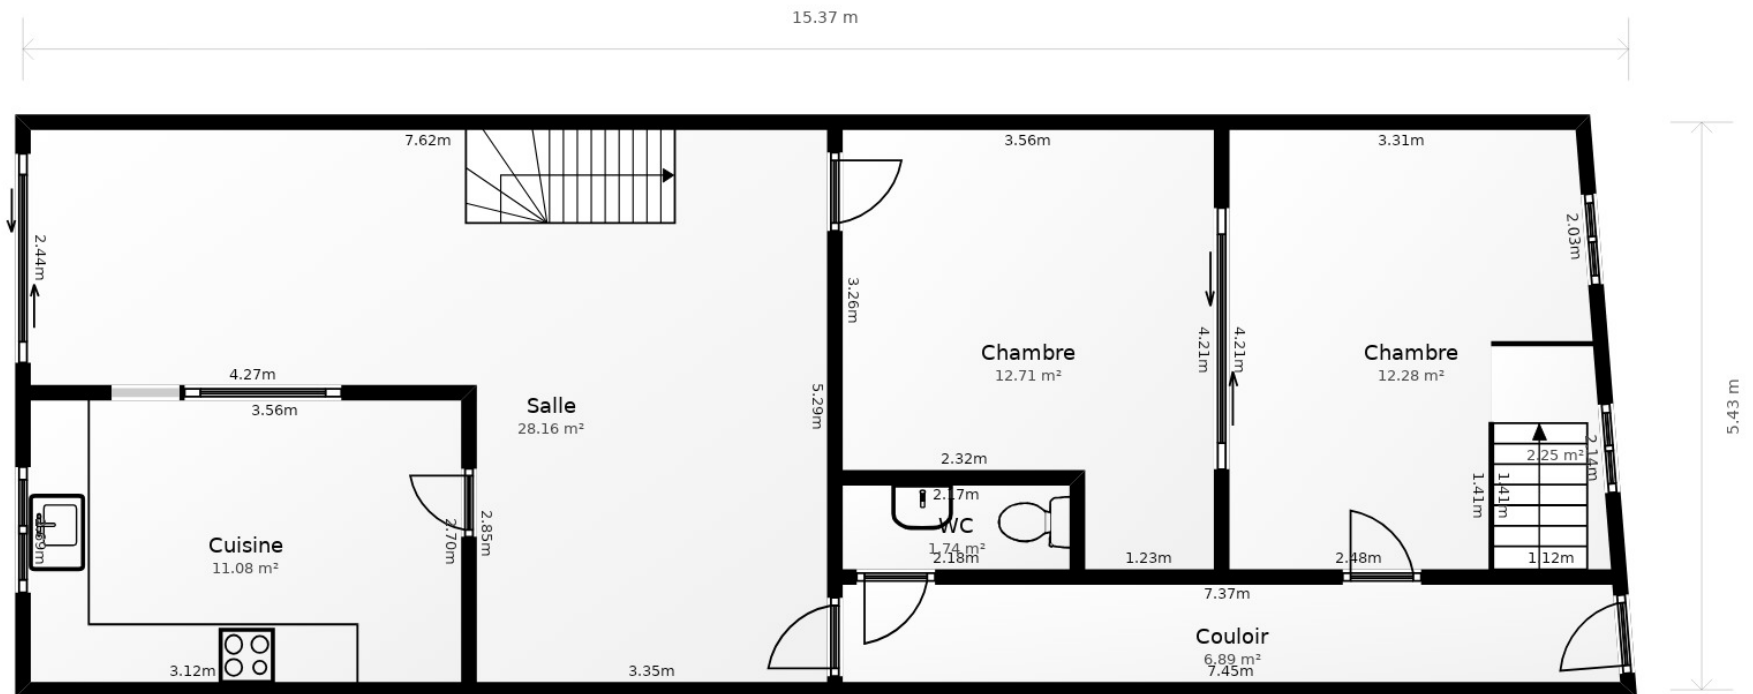 15.37 m
7.62m
3.56m
3.31m
2.03m
2.44m
3.26m
4.21m
4.21m
Chambre
12.71 m²
Chambre
12.28 m²
4.27m
3.56m
Salle
28.16 m²
5.29m
5.43 m
2.32m
2.14m
2.25 m²
2.17m
WC
1.74 m²
2.18m
1.41m
1.41m
2.70m
2.85m
Cuisine
11.08 m²
1.23m
2.48m
1.12m
7.37m
Couloir
6.89 m²
7.45m
3.12m
3.35m